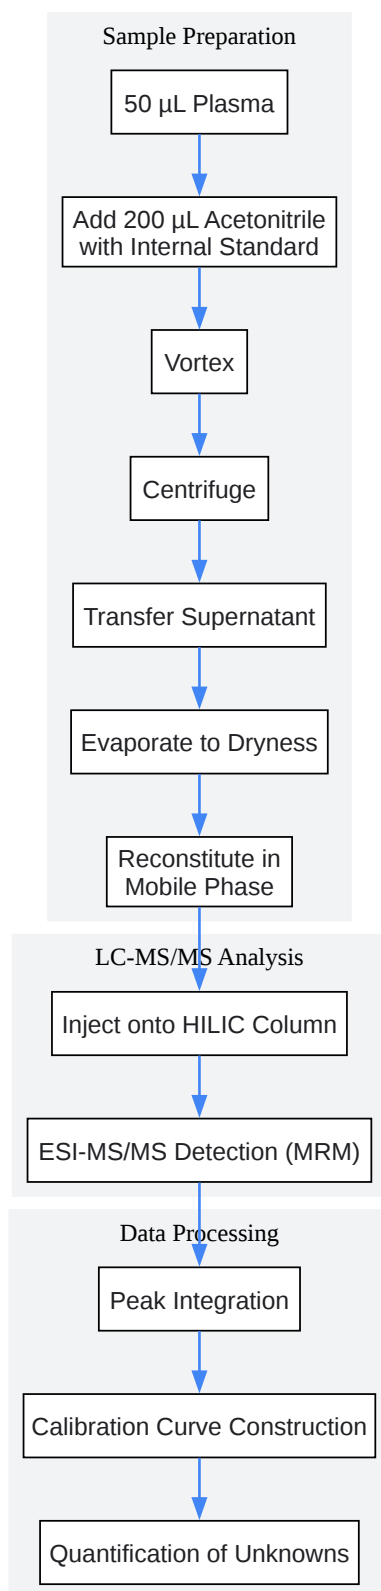 Sample Preparation
50 µL Plasma
Add 200 µL Acetonitrile
with Internal Standard
Vortex
Centrifuge
Transfer Supernatant
Evaporate to Dryness
Reconstitute in
Mobile Phase
LC-MS/MS Analysis
Inject onto HILIC Column
ESI-MS/MS Detection (MRM)
Data Processing
Peak Integration
Calibration Curve Construction
Quantification of Unknowns